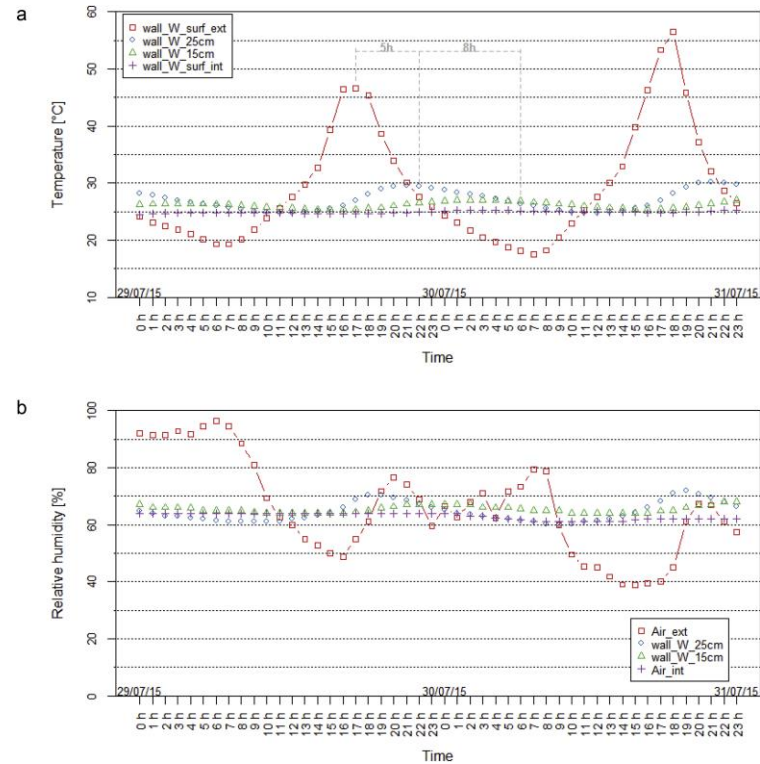 a
wall_W_surf_ext
wall_W_25cm
wall_W_15cm
wall_W_surf_int
5h
8h
Temperature [°C]
60
50
40
30
20
10
29/07/15
30/07/15
31/07/15
0 h
1 h
2 h
3 h
4 h
5 h
6 h
7 h
8 h
9 h
10 h
11 h
12 h
13 h
14 h
15 h
16 h
17 h
18 h
19 h
20 h
21 h
22 h
23 h
0 h
1 h
2 h
3 h
4 h
5 h
6 h
7 h
8 h
9 h
10 h
11 h
12 h
13 h
14 h
15 h
16 h
17 h
18 h
19 h
20 h
21 h
22 h
23 h
Time
b
Relative humidity [%]
100
80
60
40
20
0
Air_ext
wall_W_25cm
wall_W_15cm
Air_int
29/07/15
30/07/15
31/07/15
0 h
1 h
2 h
3 h
4 h
5 h
6 h
7 h
8 h
9 h
10 h
11 h
12 h
13 h
14 h
15 h
16 h
17 h
18 h
19 h
20 h
21 h
22 h
23 h
0 h
1 h
2 h
3 h
4 h
5 h
6 h
7 h
8 h
9 h
10 h
11 h
12 h
13 h
14 h
15 h
16 h
17 h
18 h
19 h
20 h
21 h
22 h
23 h
Time